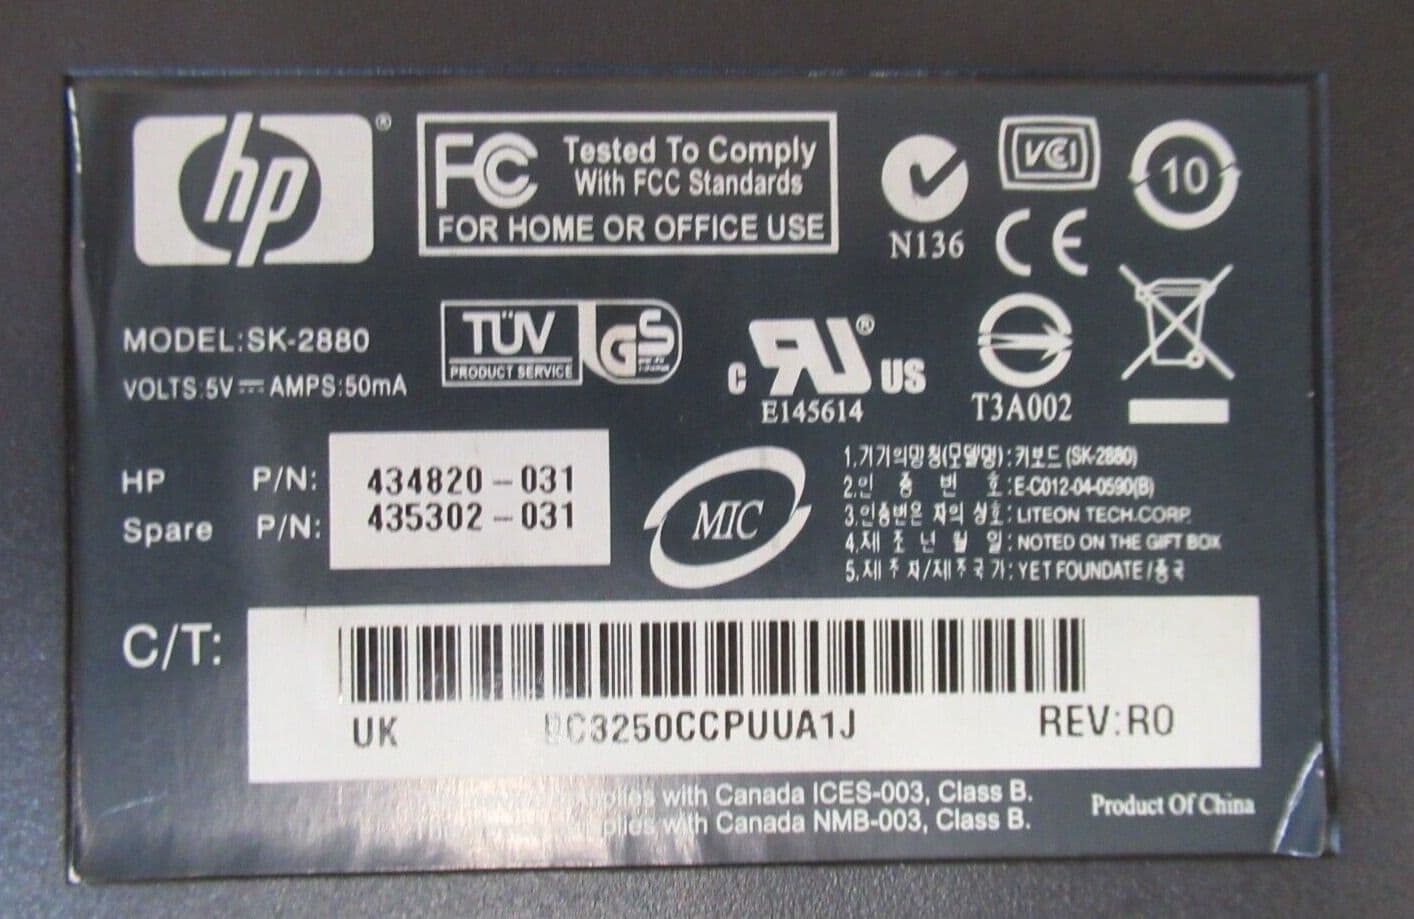 hp®
FC Tested To Comply
With FCC Standards
FOR HOME OR OFFICE USE
N136
VCI
10
CE
MODEL:SK-2880
VOLTS:5V⎓AMPS:50mA
TÜV
PRODUCT SERVICE
GS
c RU® US
E145614
T3A002
HP P/N: 434820-031
Spare P/N: 435302-031
MIC
1.기기의명칭(모델명):키보드(SK-2880)
2.인 증 번 호:E-C012-04-0590(B)
3.인증받은 자의 상호: LITEON TECH.CORP.
4.제 조 년 월 일: NOTED ON THE GIFT BOX
5.제 조 자/제조국가: YET FOUNDATE/중국
C/T:
UK BC3250CCPUUA1J REV:R0
complies with Canada ICES-003, Class B.
complies with Canada NMB-003, Class B.
Product Of China